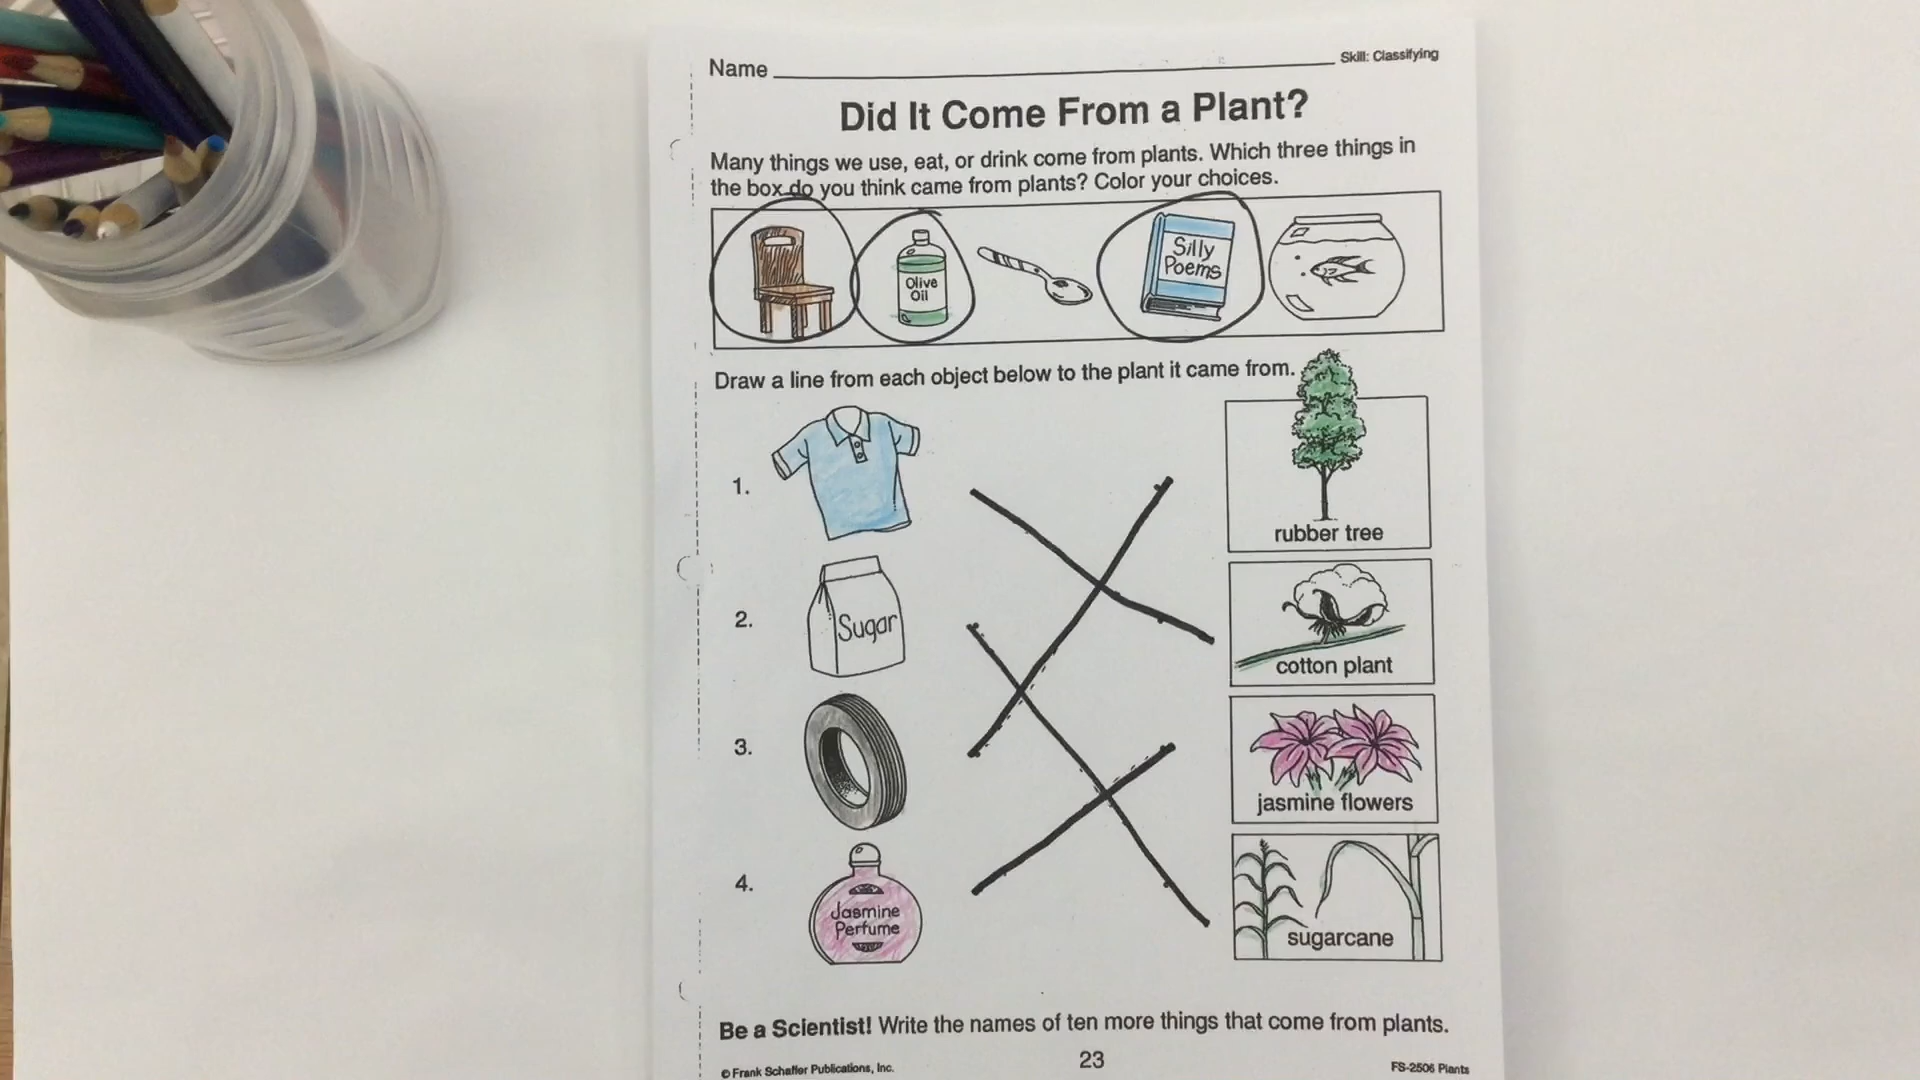 Name
Skill: Classifying
Did It Come From a Plant?
Many things we use, eat, or drink come from plants. Which three things in
the box do you think came from plants? Color your choices.
Olive
Oil
Silly
Poems
Draw a line from each object below to the plant it came from.
1.
rubber tree
2.
Sugar
cotton plant
3.
jasmine flowers
4.
Jasmine
Perfume
sugarcane
Be a Scientist! Write the names of ten more things that come from plants.
© Frank Schaffer Publications, Inc.
23
FS-2506 Plants